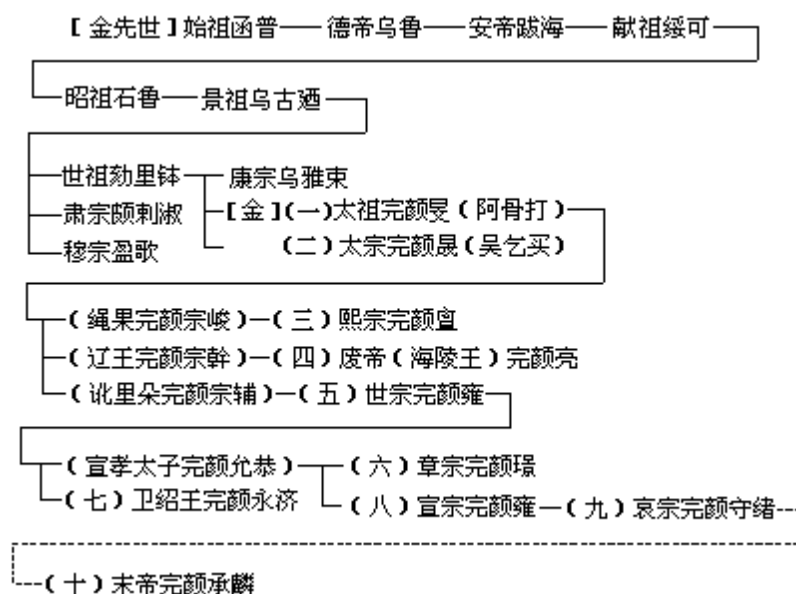 [金先世]始祖函普——德帝乌鲁——安帝跋海——献祖绥可
昭祖石鲁——景祖乌古迺
世祖劾里钵 康宗乌雅束
肃宗颇剌淑 [金](一)太祖完颜旻(阿骨打)
穆宗盈歌 (二)太宗完颜晟(吴乞买)
(绳果完颜宗峻)—(三)熙宗完颜亶
(辽王完颜宗幹)—(四)废帝(海陵王)完颜亮
(讹里朵完颜宗辅)—(五)世宗完颜雍
(宣孝太子完颜允恭) (六)章宗完颜璟
(七)卫绍王完颜永济 (八)宣宗完颜雍—(九)哀宗完颜守绪
(十)末帝完颜承麟